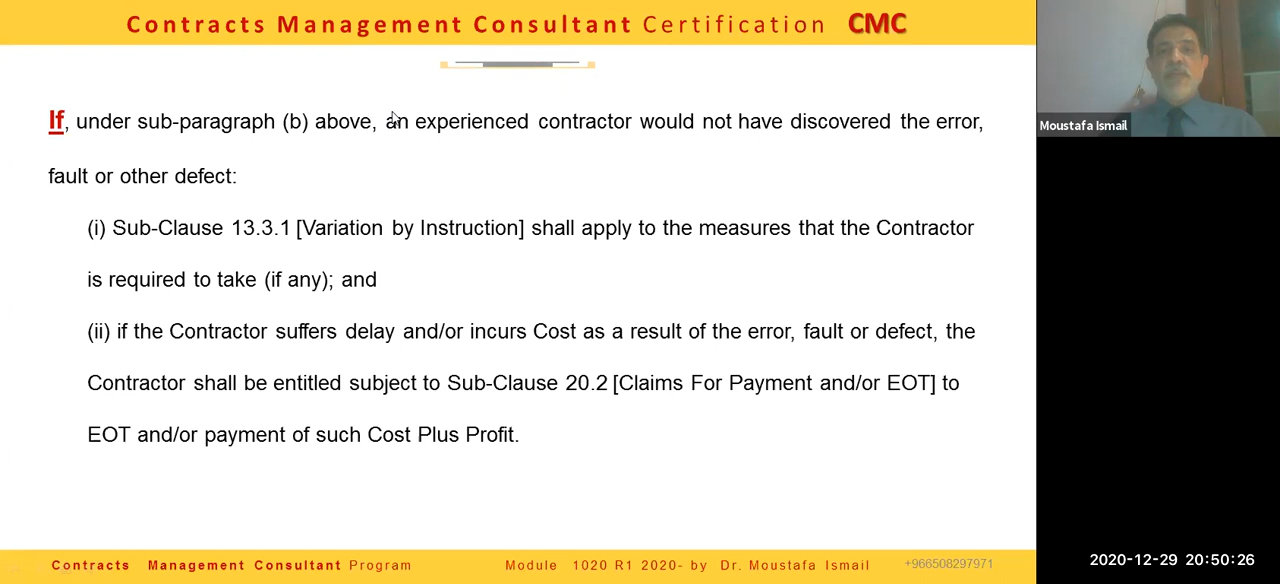 Contracts Management Consultant Certification CMC
If, under sub-paragraph (b) above, an experienced contractor would not have discovered the error,
fault or other defect:
(i) Sub-Clause 13.3.1 [Variation by Instruction] shall apply to the measures that the Contractor
is required to take (if any); and
(ii) if the Contractor suffers delay and/or incurs Cost as a result of the error, fault or defect, the
Contractor shall be entitled subject to Sub-Clause 20.2 [Claims For Payment and/or EOT] to
EOT and/or payment of such Cost Plus Profit.
Contracts Management Consultant Program Module 1020 R1 2020- by Dr. Moustafa Ismail +966508297971
Moustafa Ismail
2020-12-29 20:50:26